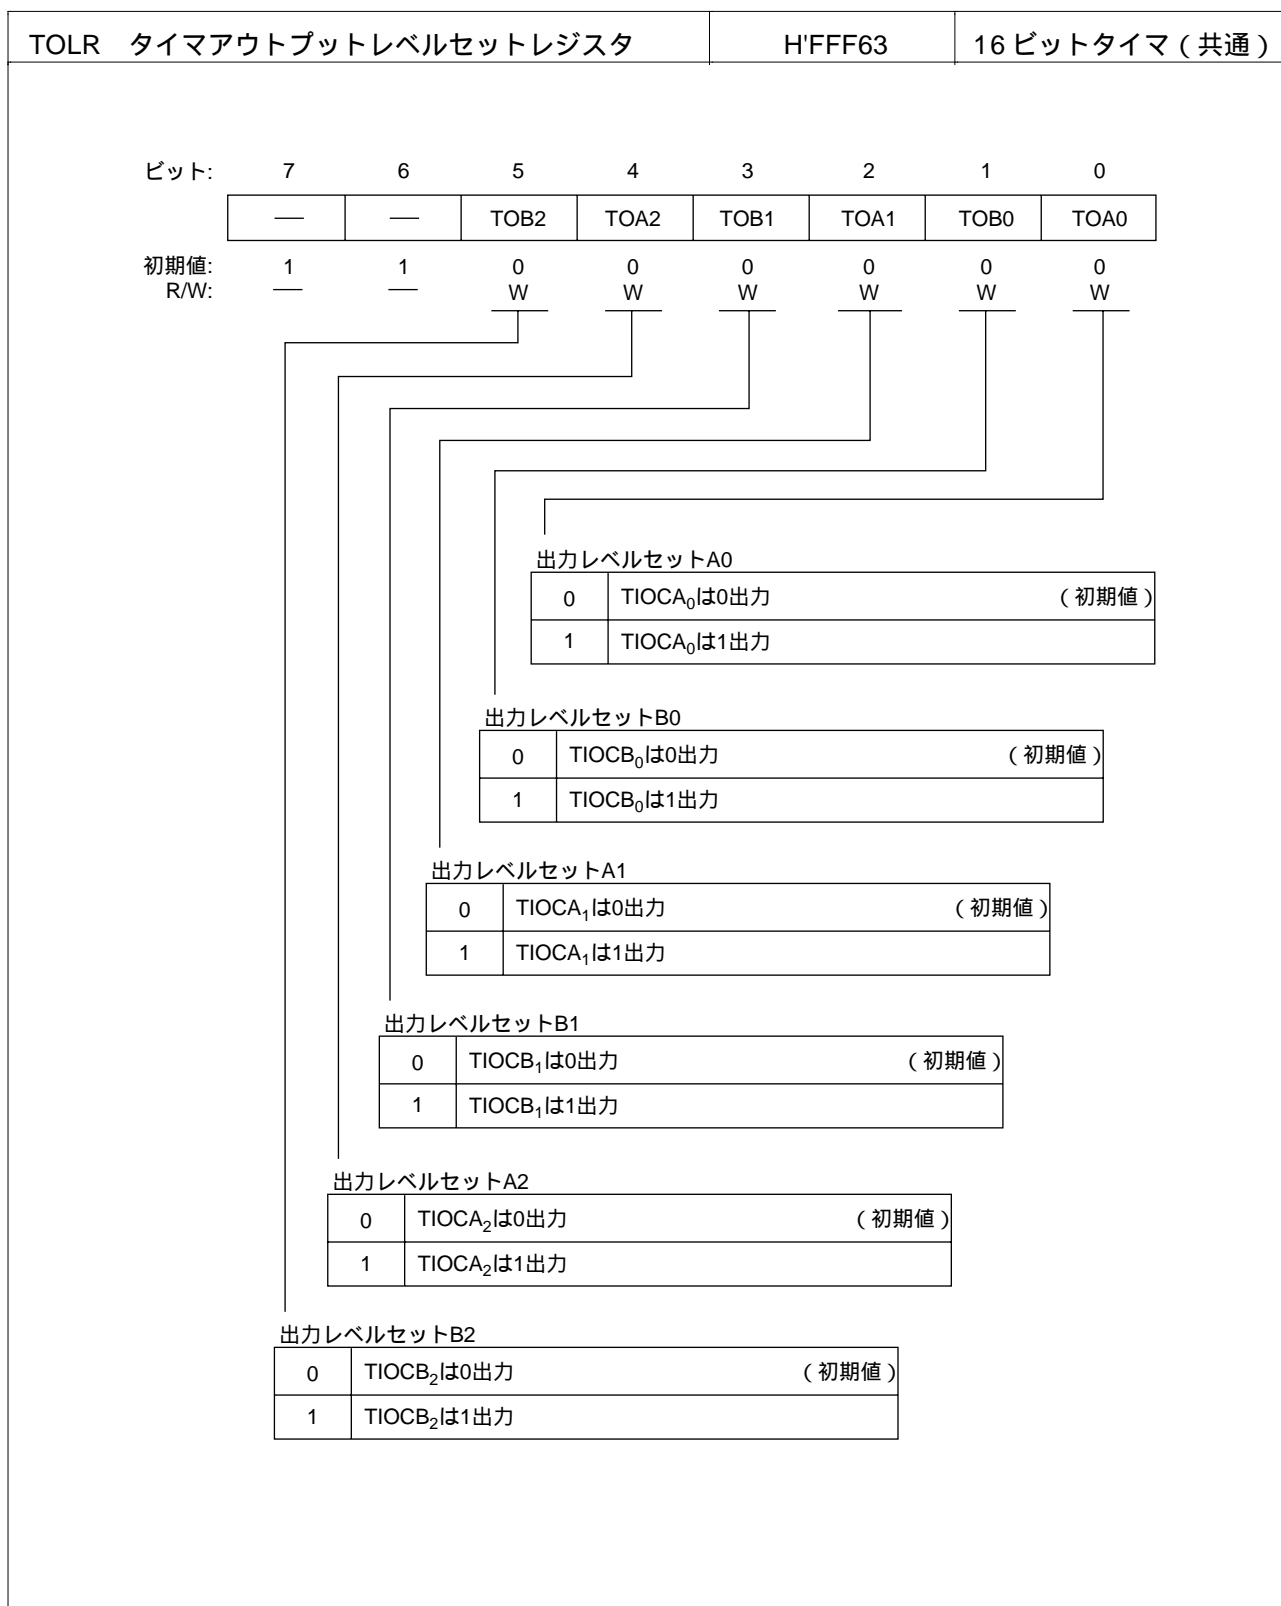 TOLR タイマアウトプットレベルセットレジスタ H'FFF63 16 ビットタイマ（共通）
ビット: 7 6 5 4 3 2 1 0
— — TOB2 TOA2 TOB1 TOA1 TOB0 TOA0
初期値: 1 1 0 0 0 0 0 0
R/W: — — W W W W W W
出力レベルセットA0
0 TIOCA₀は0出力 （初期値）
1 TIOCA₀は1出力
出力レベルセットB0
0 TIOCB₀は0出力 （初期値）
1 TIOCB₀は1出力
出力レベルセットA1
0 TIOCA₁は0出力 （初期値）
1 TIOCA₁は1出力
出力レベルセットB1
0 TIOCB₁は0出力 （初期値）
1 TIOCB₁は1出力
出力レベルセットA2
0 TIOCA₂は0出力 （初期値）
1 TIOCA₂は1出力
出力レベルセットB2
0 TIOCB₂は0出力 （初期値）
1 TIOCB₂は1出力